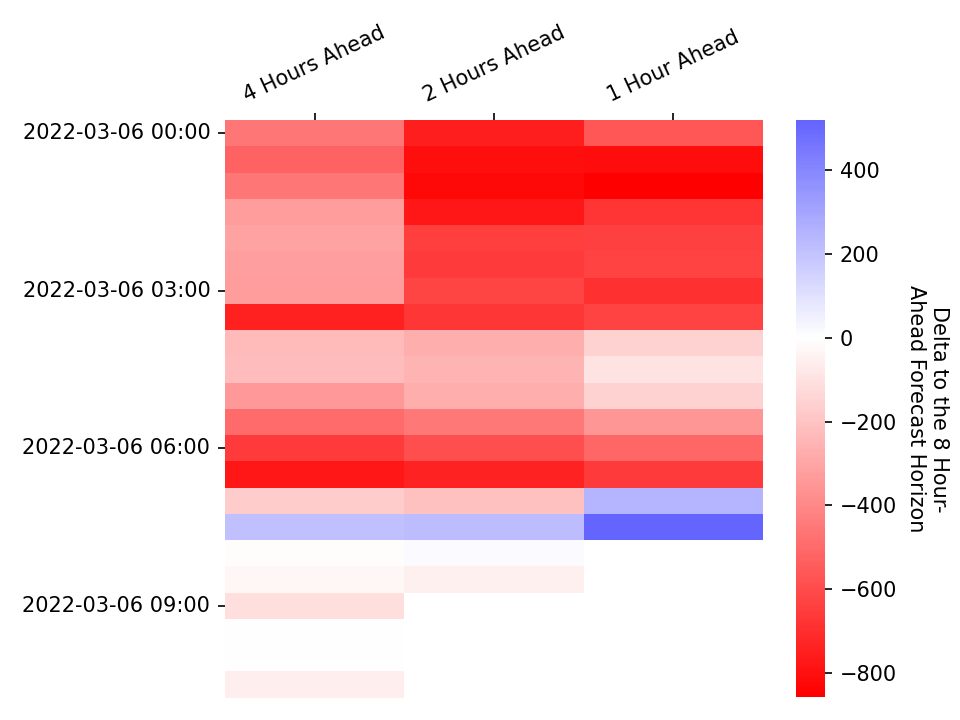 4 Hours Ahead
2 Hours Ahead
1 Hour Ahead
2022-03-06 00:00
2022-03-06 03:00
2022-03-06 06:00
2022-03-06 09:00
400
200
0
−200
−400
−600
−800
Delta to the 8 Hour-
Ahead Forecast Horizon